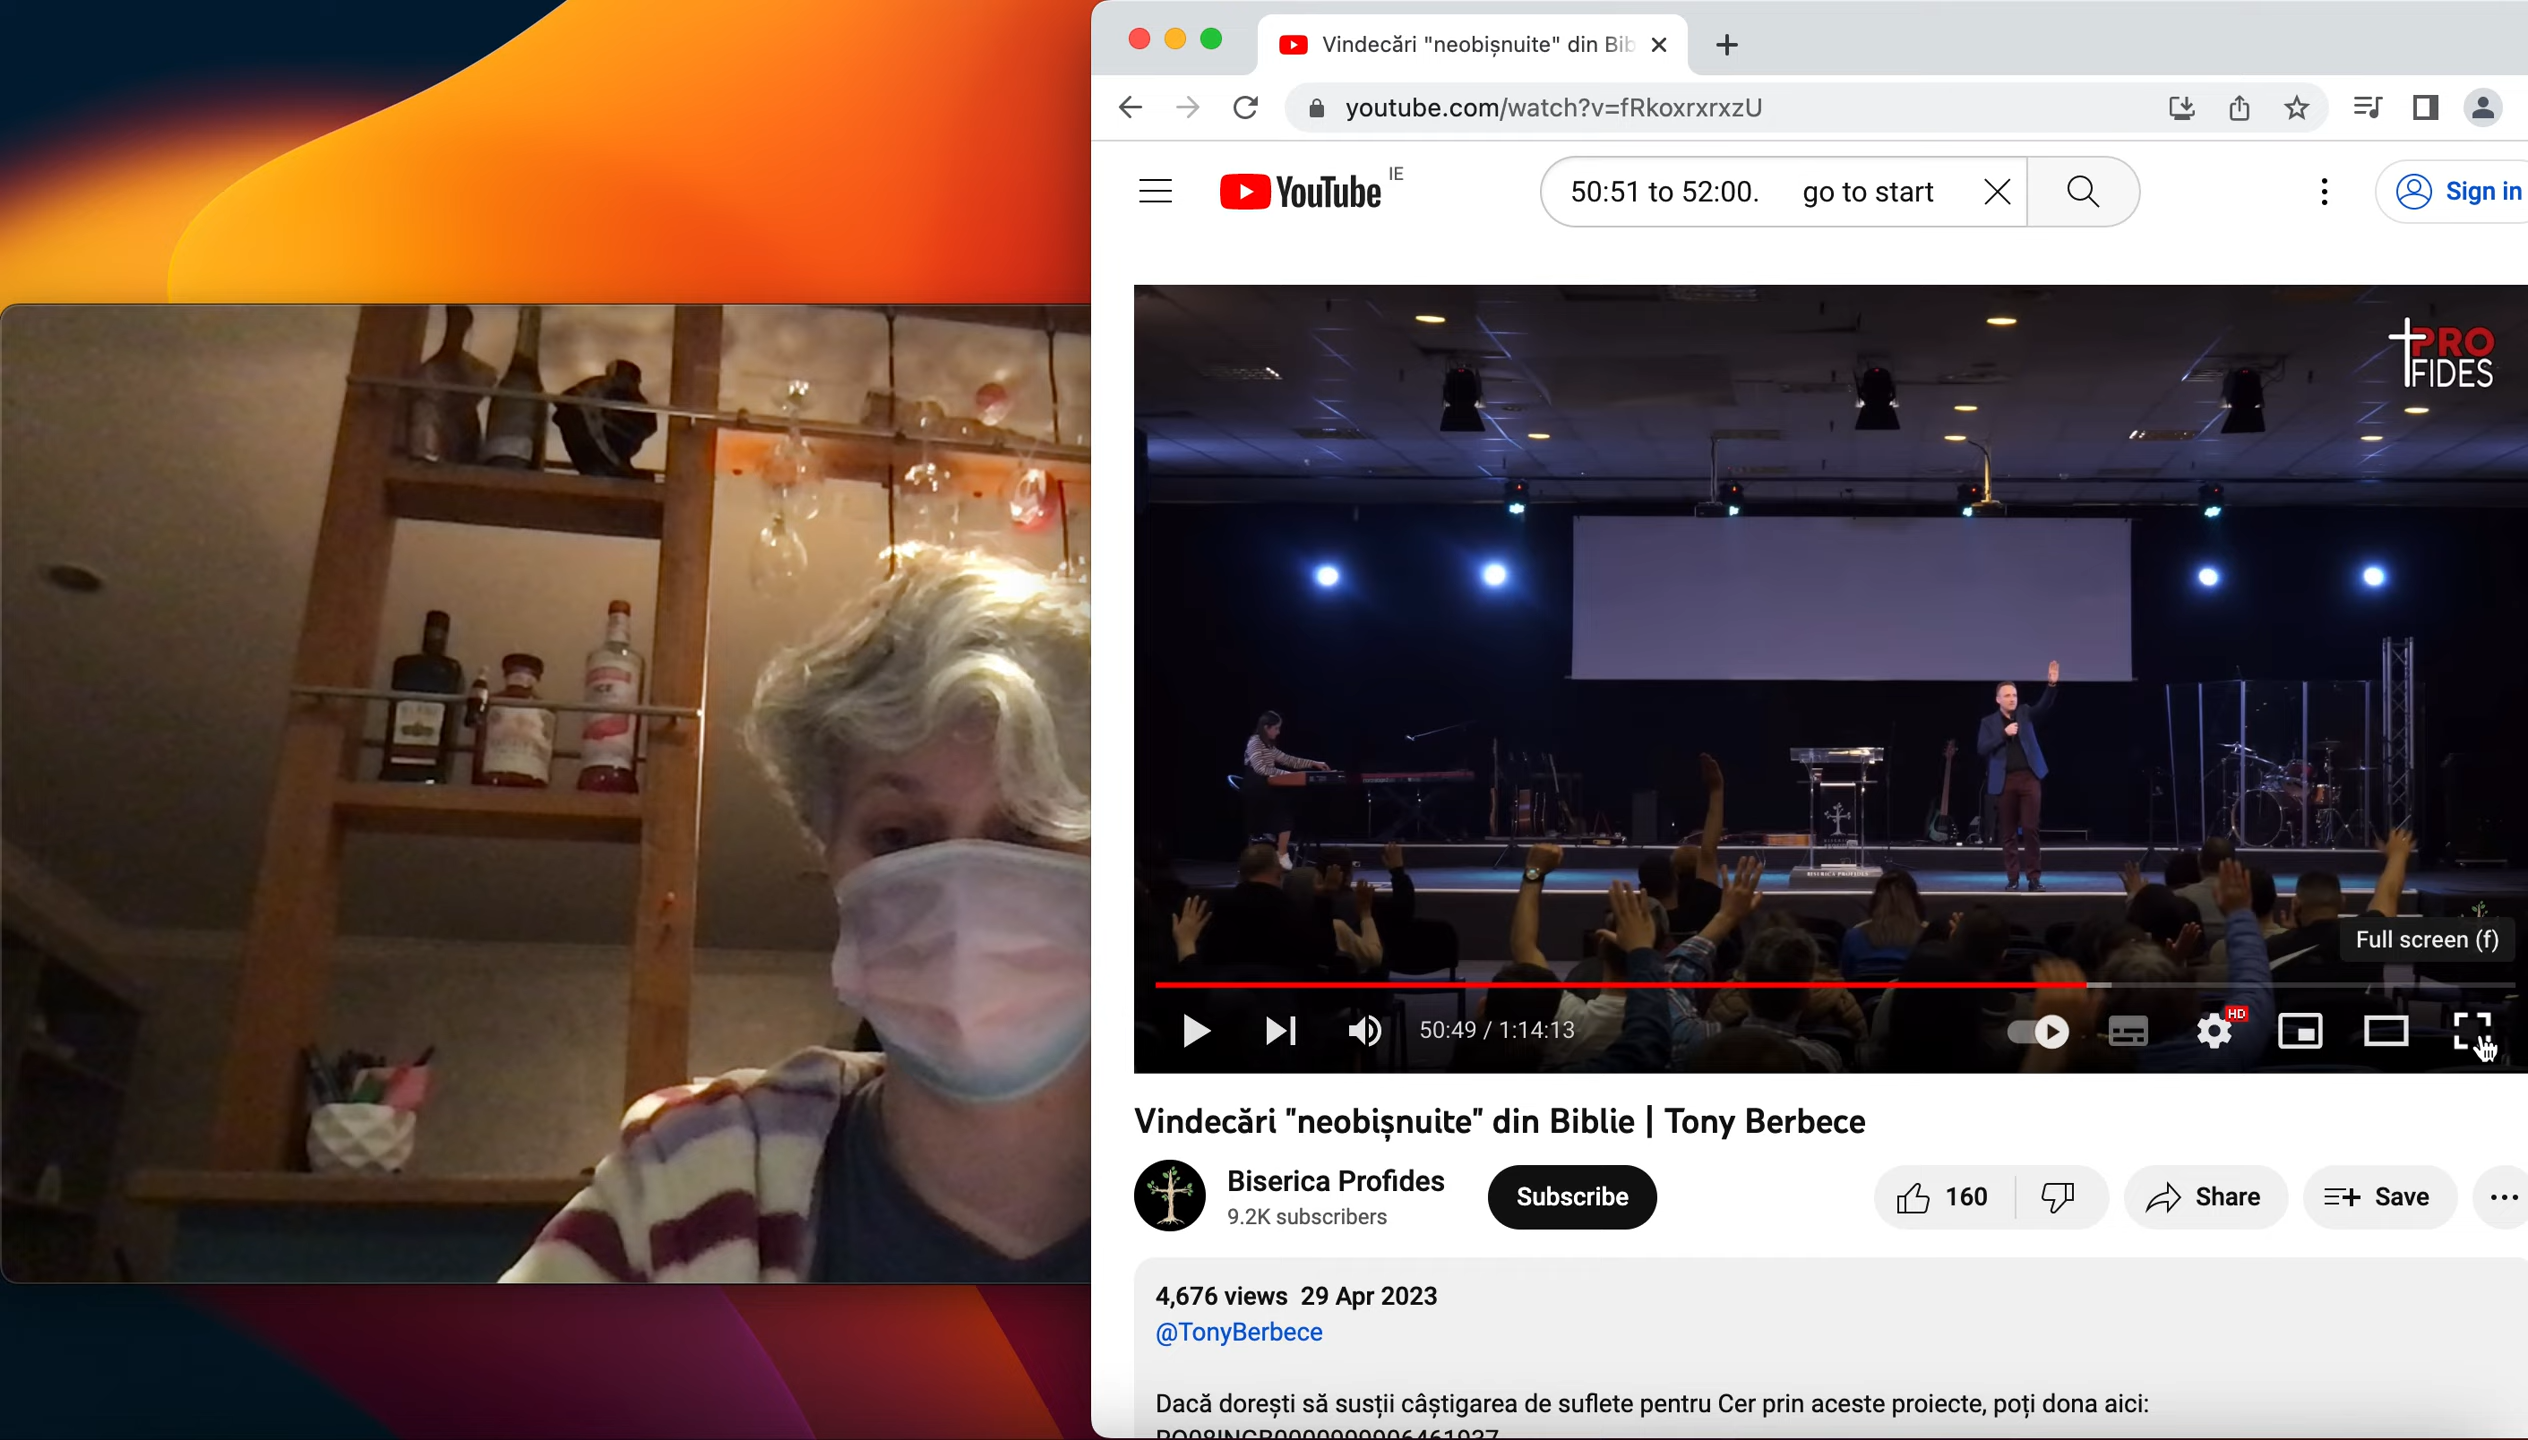 Vindecări "neobișnuite" din Bib
youtube.com/watch?v=fRkoxrxrxzU
YouTube IE
50:51 to 52:00. go to start
Sign in
PRO
FIDES
BISERICA PROFIDES
Full screen (f)
50:49 / 1:14:13
HD
Vindecări "neobișnuite" din Biblie | Tony Berbece
Biserica Profides
9.2K subscribers
Subscribe
160
Share
Save
4,676 views 29 Apr 2023
@TonyBerbece
Dacă dorești să susții câștigarea de suflete pentru Cer prin aceste proiecte, poți dona aici: